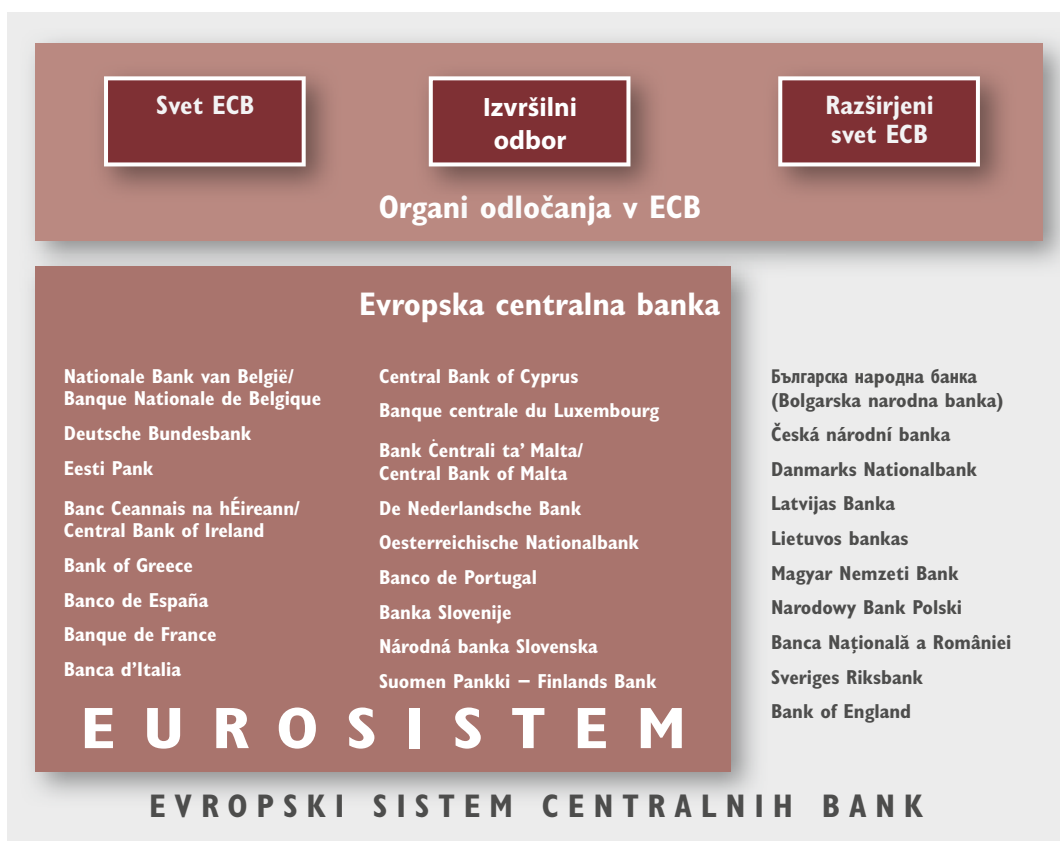 Svet ECB
Izvršilni
odbor
Razširjeni
svet ECB
Organi odločanja v ECB
Evropska centralna banka
Nationale Bank van België/
Banque Nationale de Belgique
Deutsche Bundesbank
Eesti Pank
Banc Ceannais na hÉireann/
Central Bank of Ireland
Bank of Greece
Banco de España
Banque de France
Banca d'Italia
Central Bank of Cyprus
Banque centrale du Luxembourg
Bank Ċentrali ta' Malta/
Central Bank of Malta
De Nederlandsche Bank
Oesterreichische Nationalbank
Banco de Portugal
Banka Slovenije
Národná banka Slovenska
Suomen Pankki – Finlands Bank
EUROSISTEM
Българска народна банка
(Bolgarska narodna banka)
Česká národní banka
Danmarks Nationalbank
Latvijas Banka
Lietuvos bankas
Magyar Nemzeti Bank
Narodowy Bank Polski
Banca Națională a României
Sveriges Riksbank
Bank of England
EVROPSKI SISTEM CENTRALNIH BANK